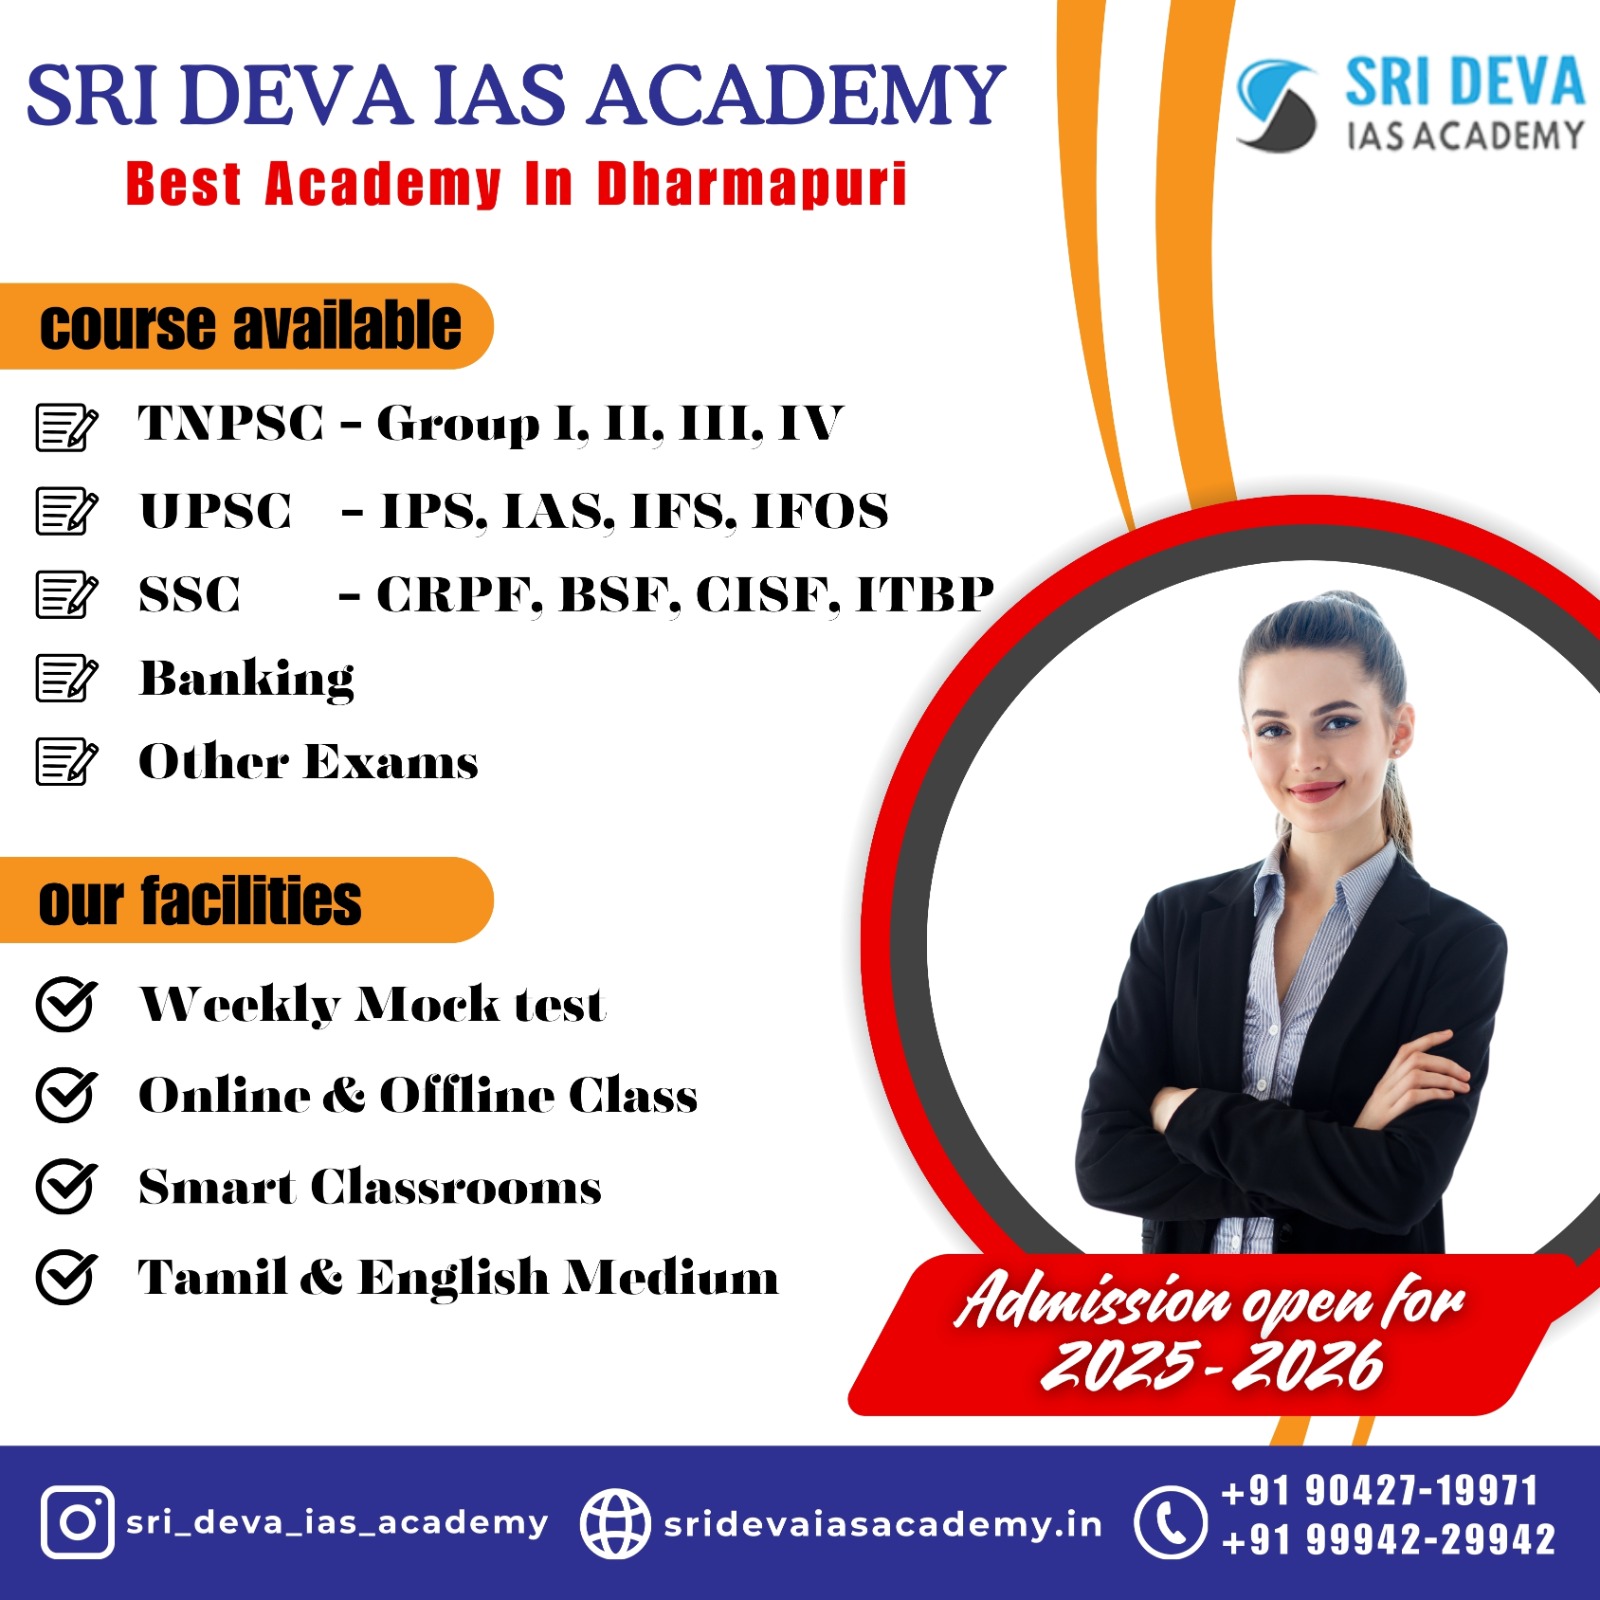 SRI DEVA IAS ACADEMY
Best Academy In Dharmapuri
SRI DEVA
IAS ACADEMY
course available
TNPSC - Group I, II, III, IV
UPSC - IPS, IAS, IFS, IFOS
SSC - CRPF, BSF, CISF, ITBP
Banking
Other Exams
our facilities
Weekly Mock test
Online & Offline Class
Smart Classrooms
Tamil & English Medium
Admission open for
2025 - 2026
sri_deva_ias_academy
sridevaiasacademy.in
+91 90427-19971
+91 99942-29942